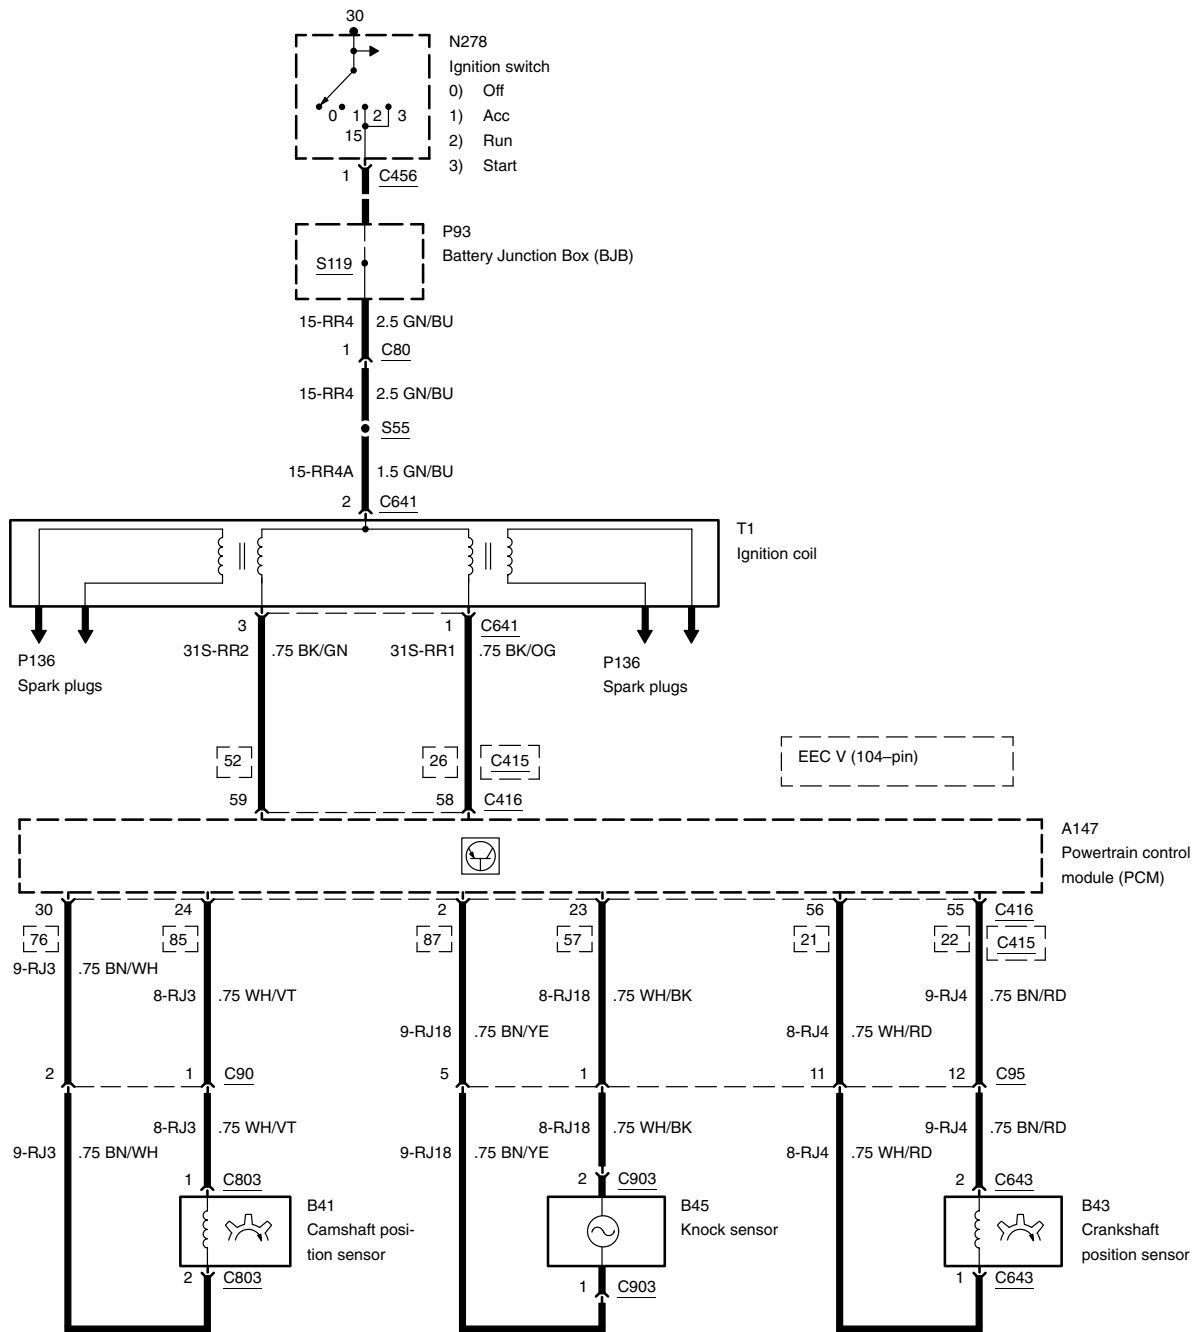 30
N278
Ignition switch
0) Off
1) Acc
2) Run
3) Start
0 1 2 3
15
1 C456
P93
Battery Junction Box (BJB)
S119
15-RR4 2.5 GN/BU
1 C80
15-RR4 2.5 GN/BU
S55
15-RR4A 1.5 GN/BU
2 C641
T1
Ignition coil
3 1 C641
31S-RR2 .75 BK/GN 31S-RR1 .75 BK/OG
P136
Spark plugs
P136
Spark plugs
52 26 C415
EEC V (104–pin)
59 58 C416
A147
Powertrain control
module (PCM)
30 24 2 23 56 55 C416
76 85 87 57 21 22 C415
9-RJ3 .75 BN/WH
8-RJ3 .75 WH/VT 8-RJ18 .75 WH/BK 9-RJ4 .75 BN/RD
9-RJ18 .75 BN/YE 8-RJ4 .75 WH/RD
2 1 C90 5 1 11 12 C95
8-RJ3 .75 WH/VT 8-RJ18 .75 WH/BK 9-RJ4 .75 BN/RD
9-RJ3 .75 BN/WH 9-RJ18 .75 BN/YE 8-RJ4 .75 WH/RD
1 C803 2 C903 2 C643
B41
Camshaft posi-
tion sensor
B45
Knock sensor
B43
Crankshaft
position sensor
2 C803 1 C903 1 C643